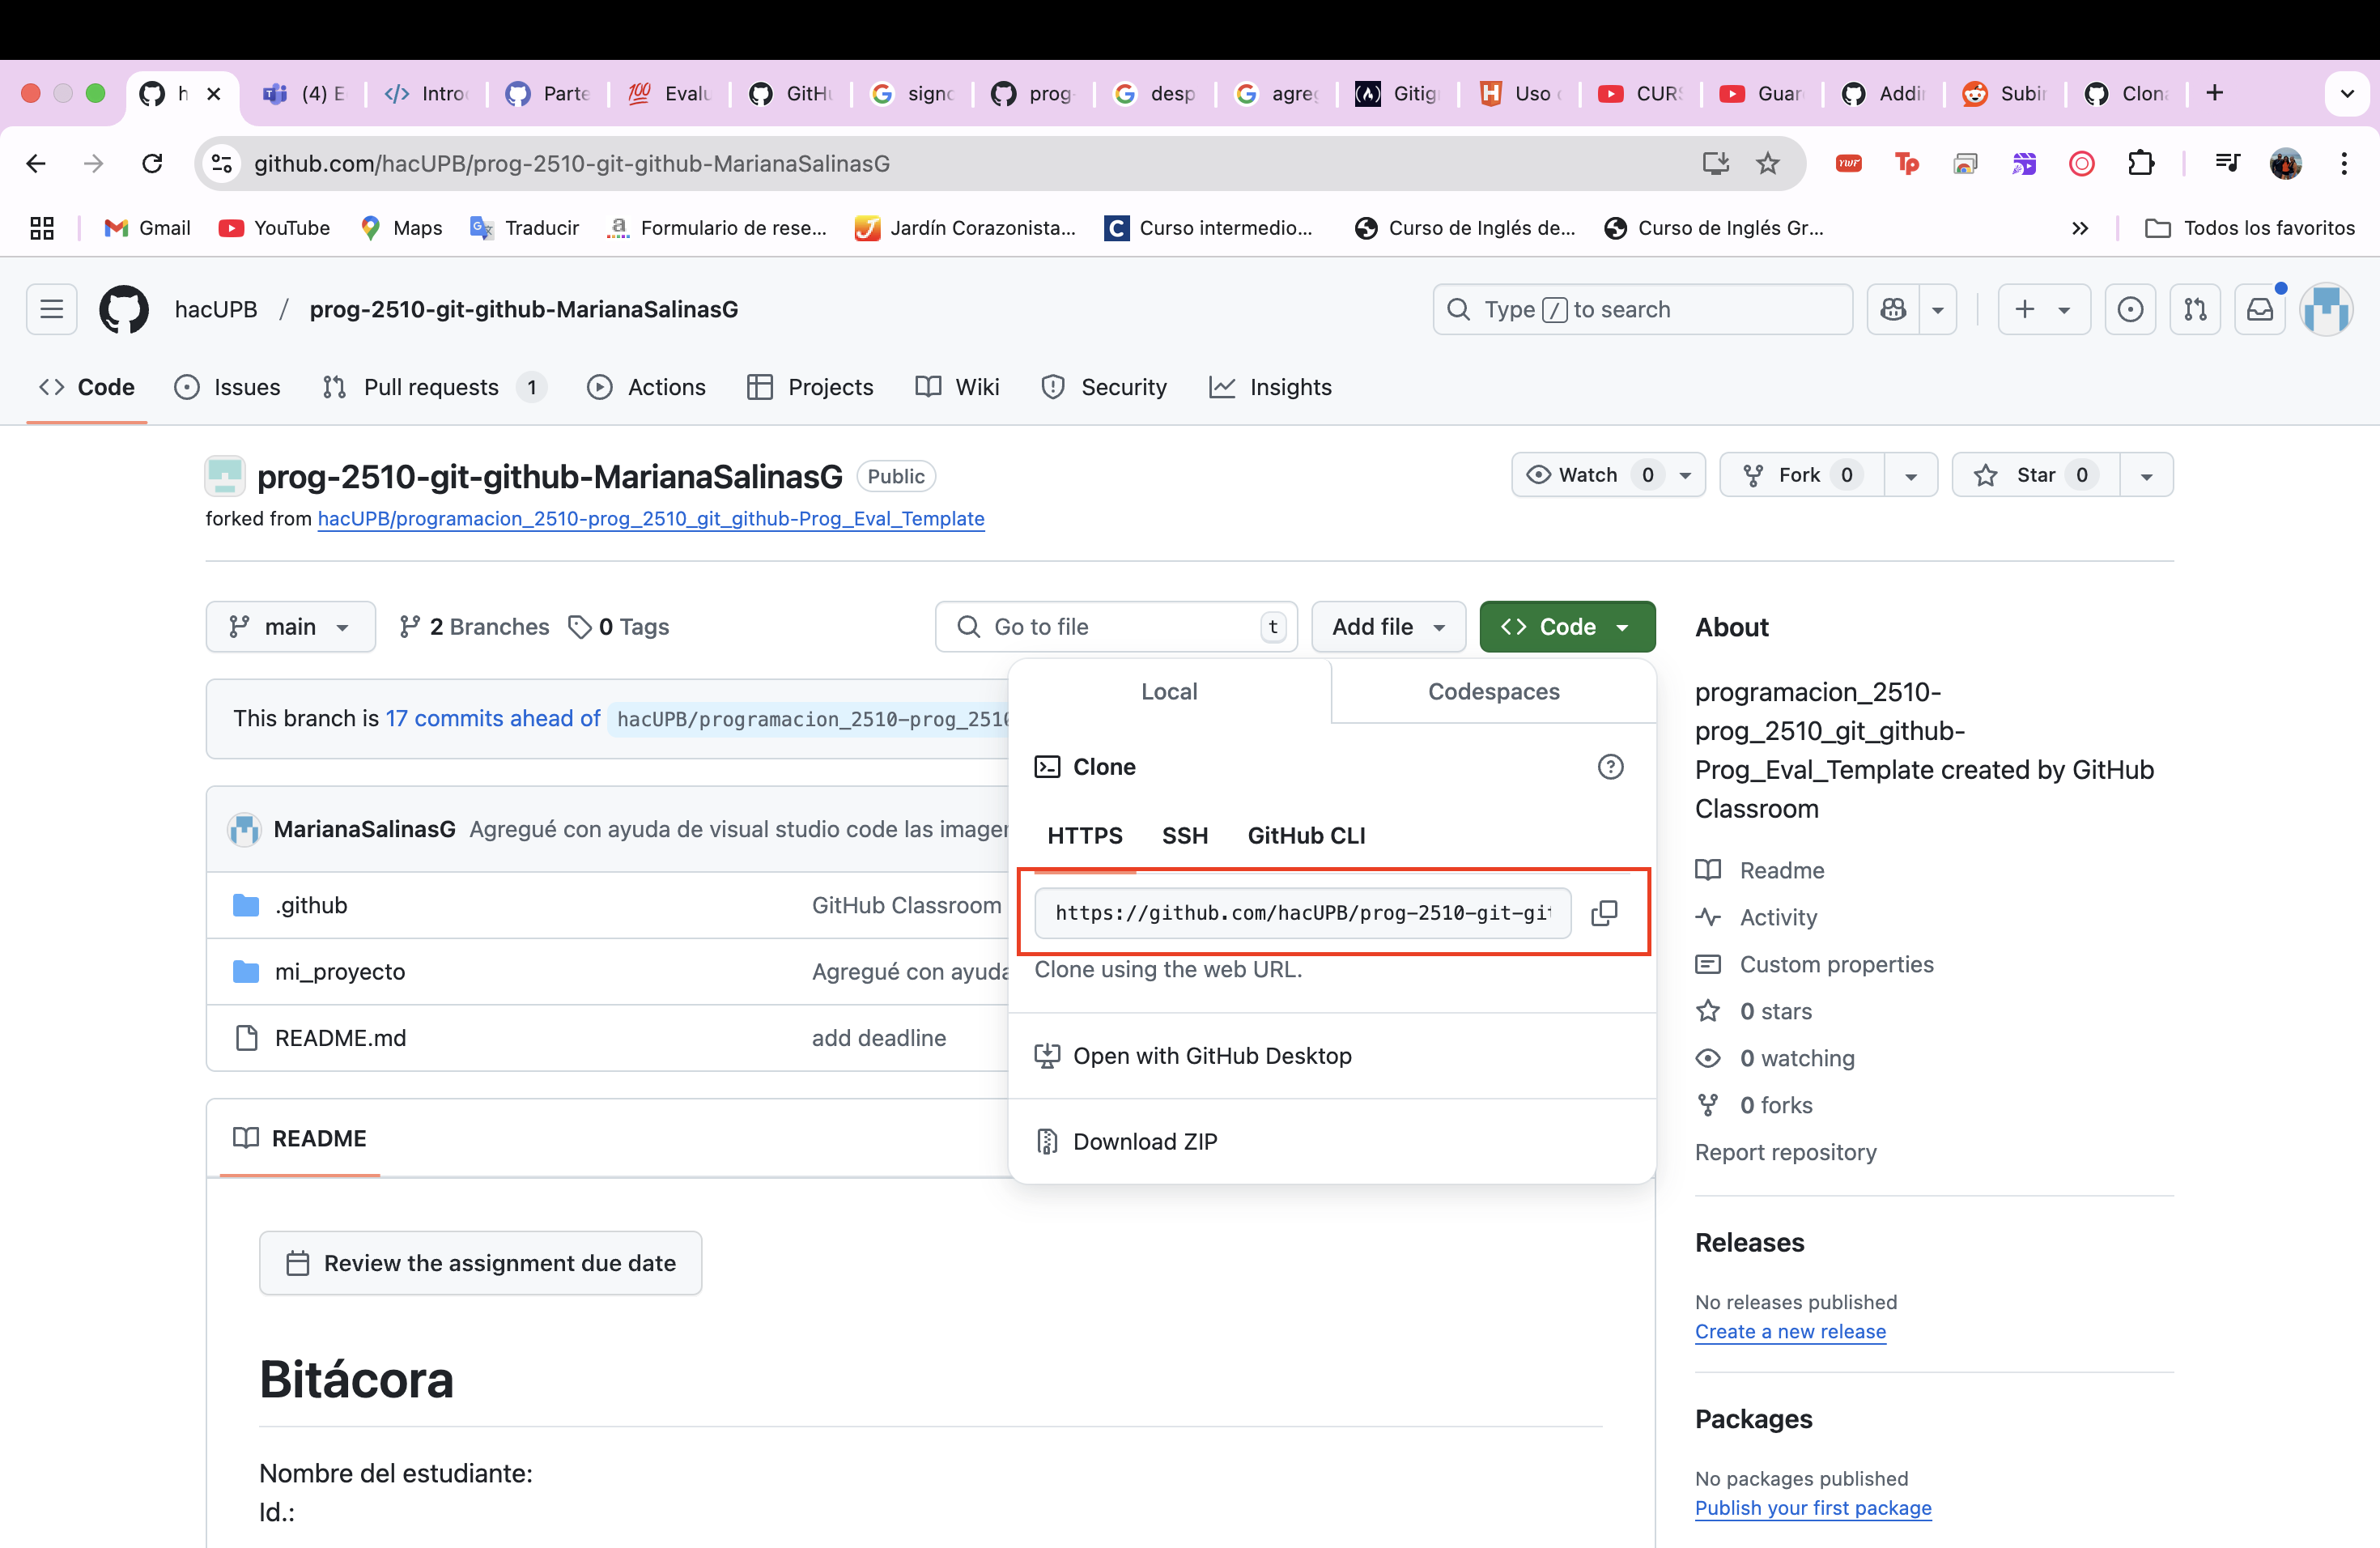 h
(4) E
Intro
Parte
Evalu
GitHu
signo
prog-
desp
agreg
Gitig
Uso
CURS
Guar
Addi
Subir
Clona
github.com/hacUPB/prog-2510-git-github-MarianaSalinasG
Gmail
YouTube
Maps
Traducir
Formulario de rese...
Jardín Corazonista...
Curso intermedio...
Curso de Inglés de...
Curso de Inglés Gr...
Todos los favoritos
hacUPB / prog-2510-git-github-MarianaSalinasG
Type / to search
Code
Issues
Pull requests 1
Actions
Projects
Wiki
Security
Insights
prog-2510-git-github-MarianaSalinasG Public
Watch 0
Fork 0
Star 0
forked from hacUPB/programacion_2510-prog_2510_git_github-Prog_Eval_Template
main
2 Branches
0 Tags
Go to file t
Add file
Code
This branch is 17 commits ahead of hacUPB/programacion_2510-prog_2510
MarianaSalinasG Agregué con ayuda de visual studio code las imagen
.github GitHub Classroom
mi_proyecto Agregué con ayuda
README.md add deadline
Local
Codespaces
Clone
HTTPS
SSH
GitHub CLI
https://github.com/hacUPB/prog-2510-git-git
Clone using the web URL.
Open with GitHub Desktop
Download ZIP
README
Review the assignment due date
Bitácora
Nombre del estudiante:
Id.:
About
programacion_2510-
prog_2510_git_github-
Prog_Eval_Template created by GitHub
Classroom
Readme
Activity
Custom properties
0 stars
0 watching
0 forks
Report repository
Releases
No releases published
Create a new release
Packages
No packages published
Publish your first package